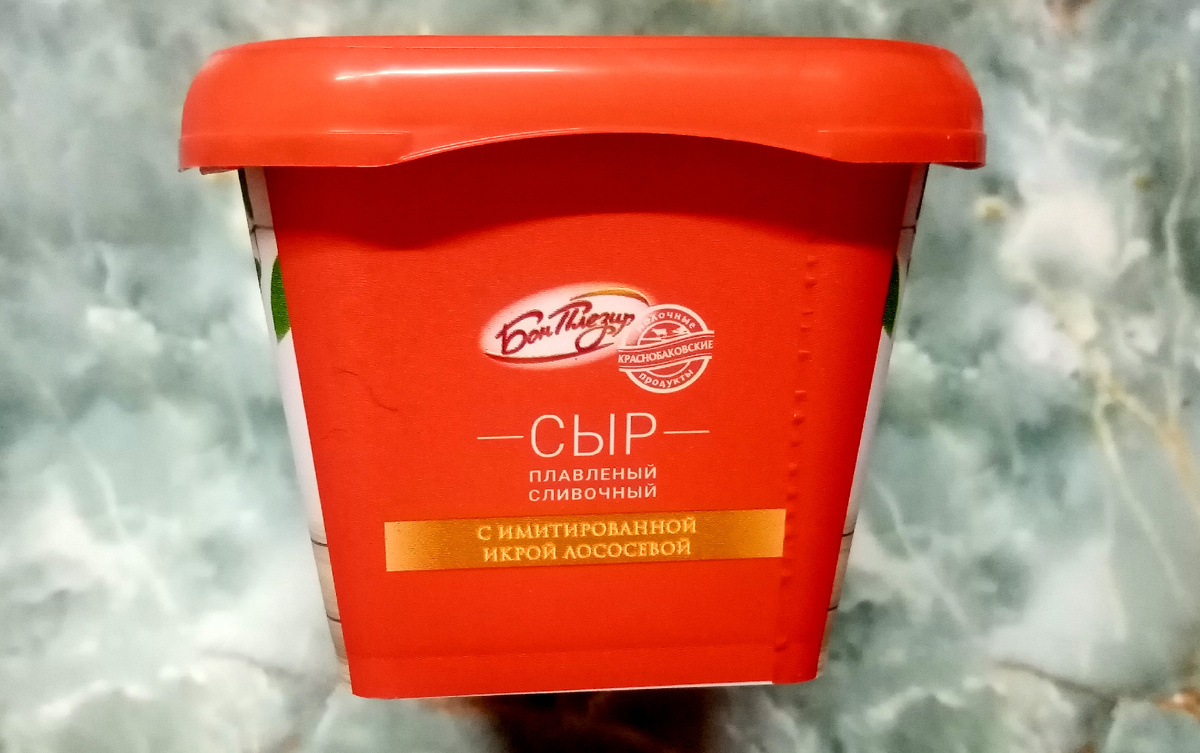 Бон Плезир
Молочные
КРАСНОБАКОВСКИЕ
продукты
СЫР
ПЛАВЛЕНЫЙ
СЛИВОЧНЫЙ
С ИМИТИРОВАННОЙ
ИКРОЙ ЛОСОСЕВОЙ